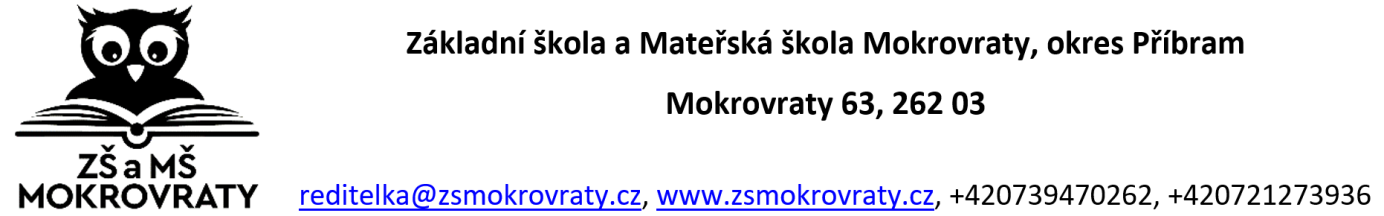 Základní škola a Mateřská škola Mokrovraty, okres Příbram
Mokrovraty 63, 262 03
ZŠ a MŠ
MOKROVRATY
reditelka@zsmokrovraty.cz, www.zsmokrovraty.cz, +420739470262, +420721273936